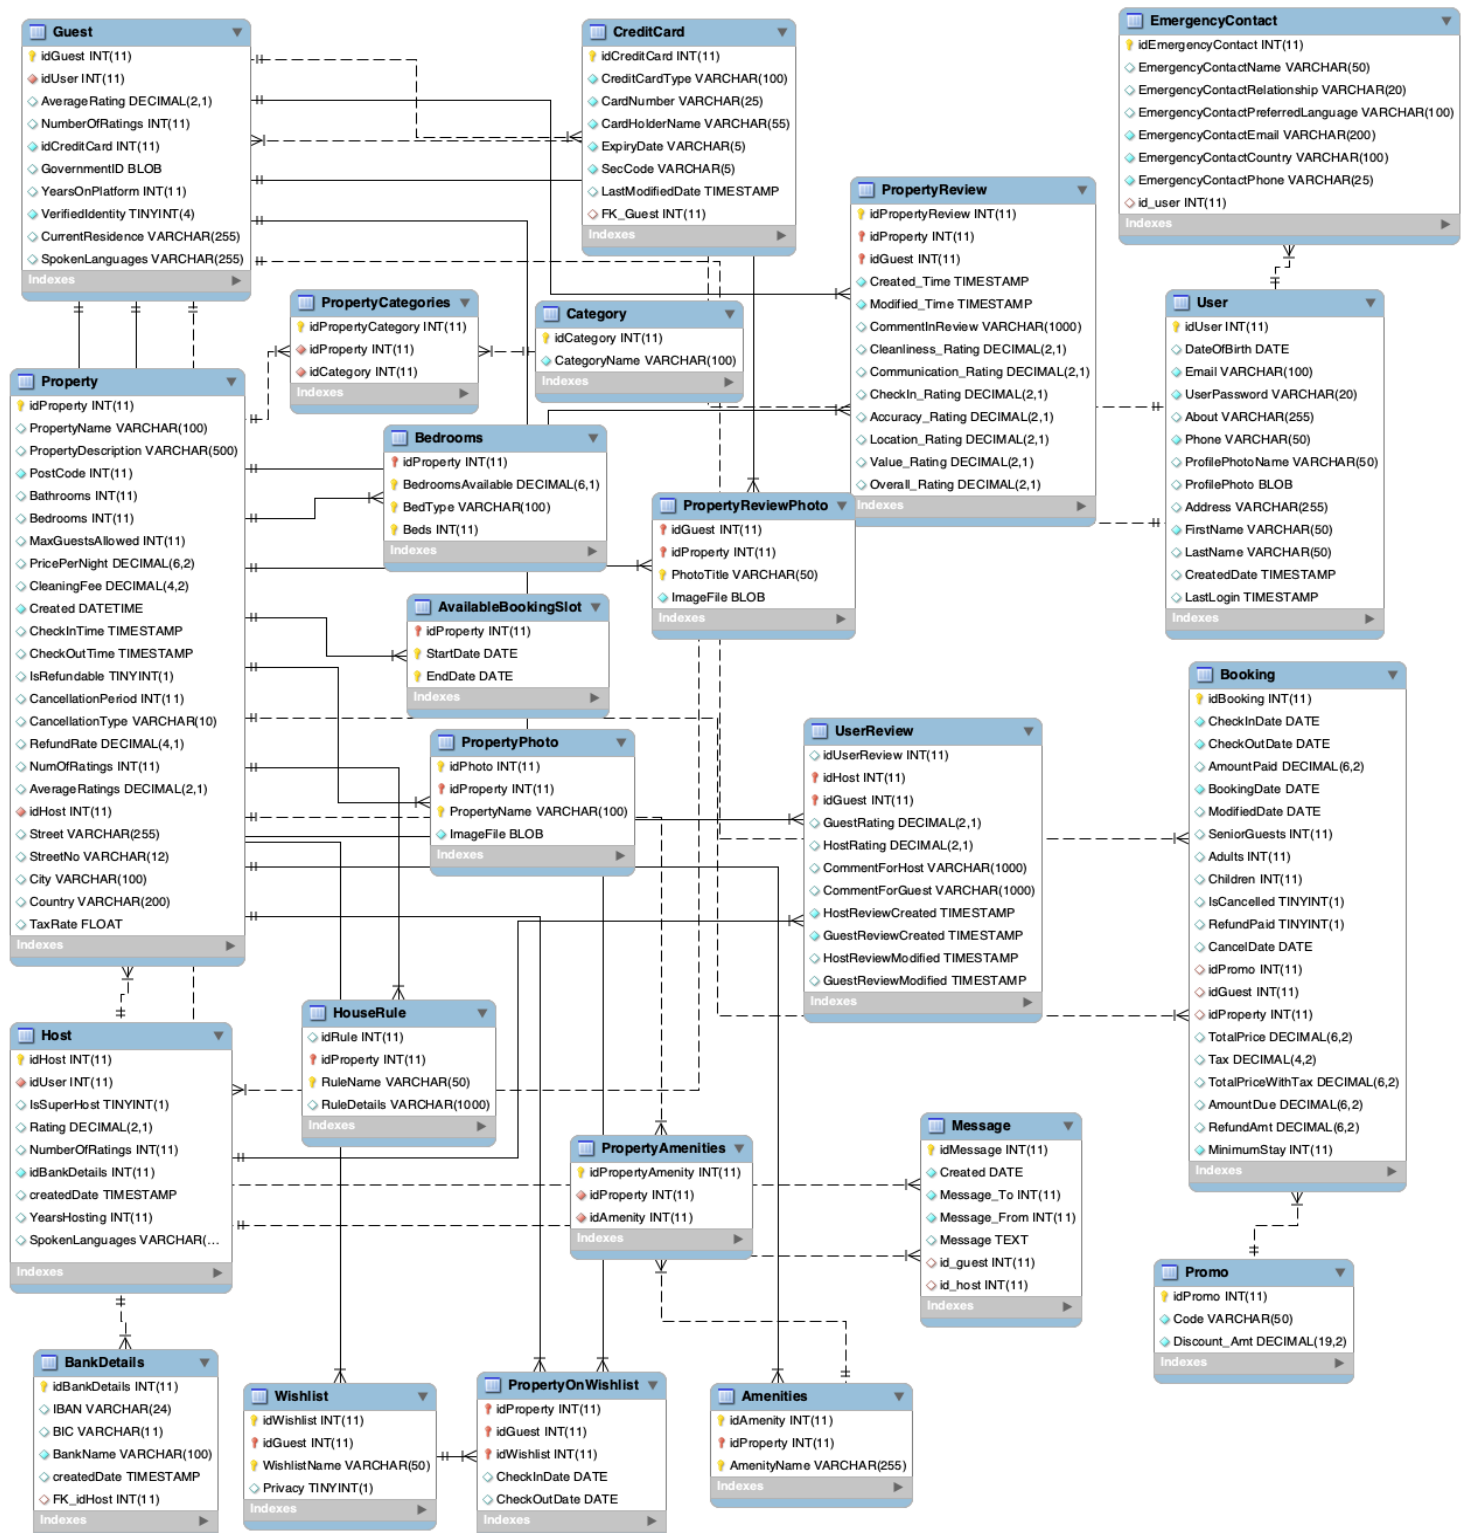 Guest
idGuest INT(11)
idUser INT(11)
AverageRating DECIMAL(2,1)
NumberOfRatings INT(11)
idCreditCard INT(11)
GovernmentID BLOB
YearsOnPlatform INT(11)
VerifiedIdentity TINYINT(4)
CurrentResidence VARCHAR(255)
SpokenLanguages VARCHAR(255)
Indexes
CreditCard
idCreditCard INT(11)
CreditCardType VARCHAR(100)
CardNumber VARCHAR(25)
CardHolderName VARCHAR(55)
ExpiryDate VARCHAR(5)
SecCode VARCHAR(5)
LastModifiedDate TIMESTAMP
FK_Guest INT(11)
Indexes
EmergencyContact
idEmergencyContact INT(11)
EmergencyContactName VARCHAR(50)
EmergencyContactRelationship VARCHAR(20)
EmergencyContactPreferredLanguage VARCHAR(100)
EmergencyContactEmail VARCHAR(200)
EmergencyContactCountry VARCHAR(100)
EmergencyContactPhone VARCHAR(25)
id_user INT(11)
Indexes
PropertyReview
idPropertyReview INT(11)
idProperty INT(11)
idGuest INT(11)
Created_Time TIMESTAMP
Modified_Time TIMESTAMP
CommentInReview VARCHAR(1000)
Cleanliness_Rating DECIMAL(2,1)
Communication_Rating DECIMAL(2,1)
CheckIn_Rating DECIMAL(2,1)
Accuracy_Rating DECIMAL(2,1)
Location_Rating DECIMAL(2,1)
Value_Rating DECIMAL(2,1)
Overall_Rating DECIMAL(2,1)
Indexes
PropertyCategories
idPropertyCategory INT(11)
idProperty INT(11)
idCategory INT(11)
Indexes
Category
idCategory INT(11)
CategoryName VARCHAR(100)
Indexes
User
idUser INT(11)
DateOfBirth DATE
Email VARCHAR(100)
UserPassword VARCHAR(20)
About VARCHAR(255)
Phone VARCHAR(50)
ProfilePhotoName VARCHAR(50)
ProfilePhoto BLOB
Address VARCHAR(255)
FirstName VARCHAR(50)
LastName VARCHAR(50)
CreatedDate TIMESTAMP
LastLogin TIMESTAMP
Indexes
Property
idProperty INT(11)
PropertyName VARCHAR(100)
PropertyDescription VARCHAR(500)
PostCode INT(11)
Bathrooms INT(11)
Bedrooms INT(11)
MaxGuestsAllowed INT(11)
PricePerNight DECIMAL(6,2)
CleaningFee DECIMAL(4,2)
Created DATETIME
CheckInTime TIMESTAMP
CheckOutTime TIMESTAMP
IsRefundable TINYINT(1)
CancellationPeriod INT(11)
CancellationType VARCHAR(10)
RefundRate DECIMAL(4,1)
NumOfRatings INT(11)
AverageRatings DECIMAL(2,1)
idHost INT(11)
Street VARCHAR(255)
StreetNo VARCHAR(12)
City VARCHAR(100)
Country VARCHAR(200)
TaxRate FLOAT
Indexes
Bedrooms
idProperty INT(11)
BedroomsAvailable DECIMAL(6,1)
BedType VARCHAR(100)
Beds INT(11)
Indexes
PropertyReviewPhoto
idGuest INT(11)
idProperty INT(11)
PhotoTitle VARCHAR(50)
ImageFile BLOB
Indexes
AvailableBookingSlot
idProperty INT(11)
StartDate DATE
EndDate DATE
Indexes
PropertyPhoto
idPhoto INT(11)
idProperty INT(11)
PropertyName VARCHAR(100)
ImageFile BLOB
Indexes
UserReview
idUserReview INT(11)
idHost INT(11)
idGuest INT(11)
GuestRating DECIMAL(2,1)
HostRating DECIMAL(2,1)
CommentForHost VARCHAR(1000)
CommentForGuest VARCHAR(1000)
HostReviewCreated TIMESTAMP
GuestReviewCreated TIMESTAMP
HostReviewModified TIMESTAMP
GuestReviewModified TIMESTAMP
Indexes
Booking
idBooking INT(11)
CheckInDate DATE
CheckOutDate DATE
AmountPaid DECIMAL(6,2)
BookingDate DATE
ModifiedDate DATE
SeniorGuests INT(11)
Adults INT(11)
Children INT(11)
IsCancelled TINYINT(1)
RefundPaid TINYINT(1)
CancelDate DATE
idPromo INT(11)
idGuest INT(11)
idProperty INT(11)
TotalPrice DECIMAL(6,2)
Tax DECIMAL(4,2)
TotalPriceWithTax DECIMAL(6,2)
AmountDue DECIMAL(6,2)
RefundAmt DECIMAL(6,2)
MinimumStay INT(11)
Indexes
Host
idHost INT(11)
idUser INT(11)
IsSuperHost TINYINT(1)
Rating DECIMAL(2,1)
NumberOfRatings INT(11)
idBankDetails INT(11)
createdDate TIMESTAMP
YearsHosting INT(11)
SpokenLanguages VARCHAR(...
Indexes
HouseRule
idRule INT(11)
idProperty INT(11)
RuleName VARCHAR(50)
RuleDetails VARCHAR(1000)
Indexes
PropertyAmenities
idPropertyAmenity INT(11)
idProperty INT(11)
idAmenity INT(11)
Indexes
Message
idMessage INT(11)
Created DATE
Message_To INT(11)
Message_From INT(11)
Message TEXT
id_guest INT(11)
id_host INT(11)
Indexes
Promo
idPromo INT(11)
Code VARCHAR(50)
Discount_Amt DECIMAL(19,2)
Indexes
BankDetails
idBankDetails INT(11)
IBAN VARCHAR(24)
BIC VARCHAR(11)
BankName VARCHAR(100)
createdDate TIMESTAMP
FK_idHost INT(11)
Indexes
Wishlist
idWishlist INT(11)
idGuest INT(11)
WishlistName VARCHAR(50)
Privacy TINYINT(1)
Indexes
PropertyOnWishlist
idProperty INT(11)
idGuest INT(11)
idWishlist INT(11)
CheckInDate DATE
CheckOutDate DATE
Indexes
Amenities
idAmenity INT(11)
idProperty INT(11)
AmenityName VARCHAR(255)
Indexes